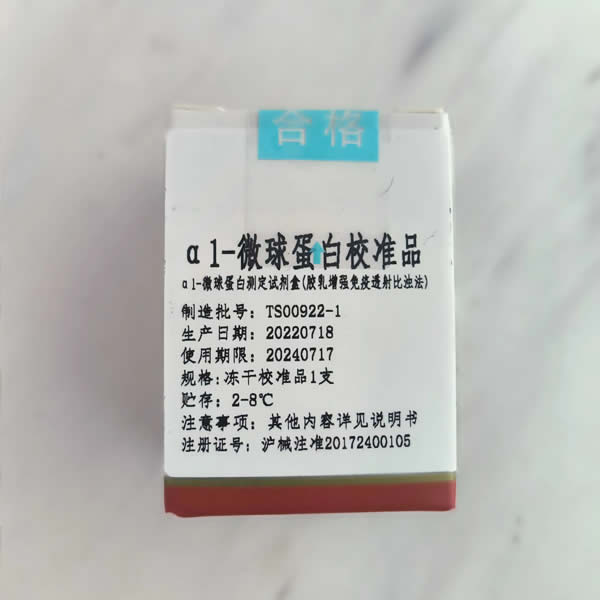 合格
α1-微球蛋白校准品
α1-微球蛋白测定试剂盒(胶乳增强免疫透射比浊法)
制造批号：TS00922-1
生产日期：20220718
使用期限：20240717
规格:冻干校准品1支
贮存：2-8℃
注意事项：其他内容详见说明书
注册证号：沪械注准20172400105